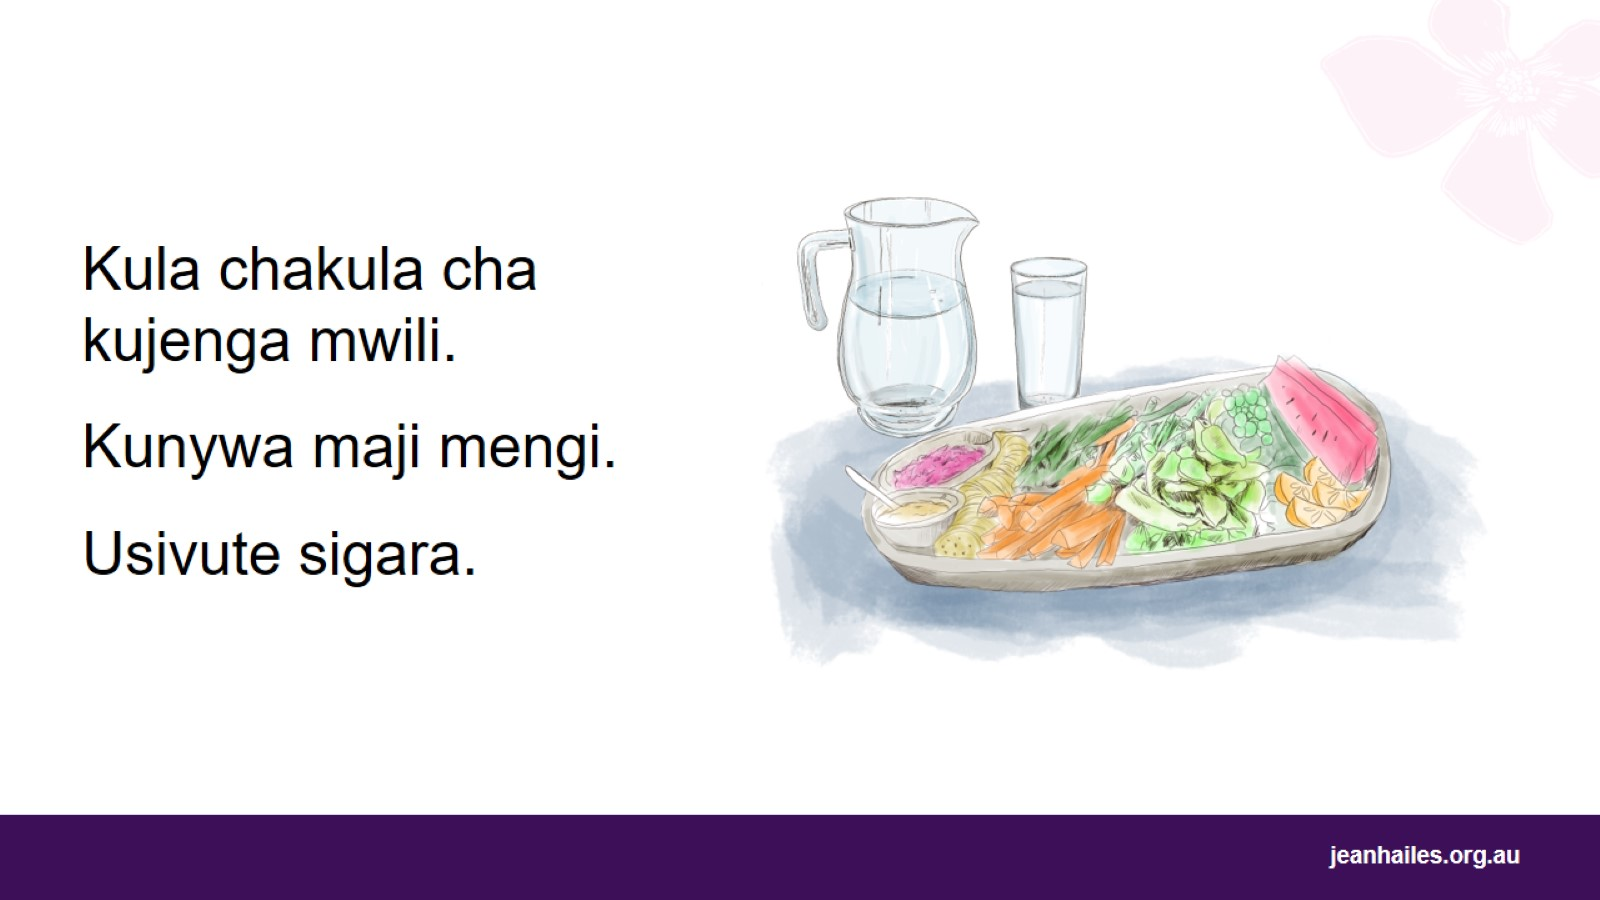 Kula chakula cha
kujenga mwili.
Kunywa maji mengi.
Usivute sigara.
jeanhailes.org.au